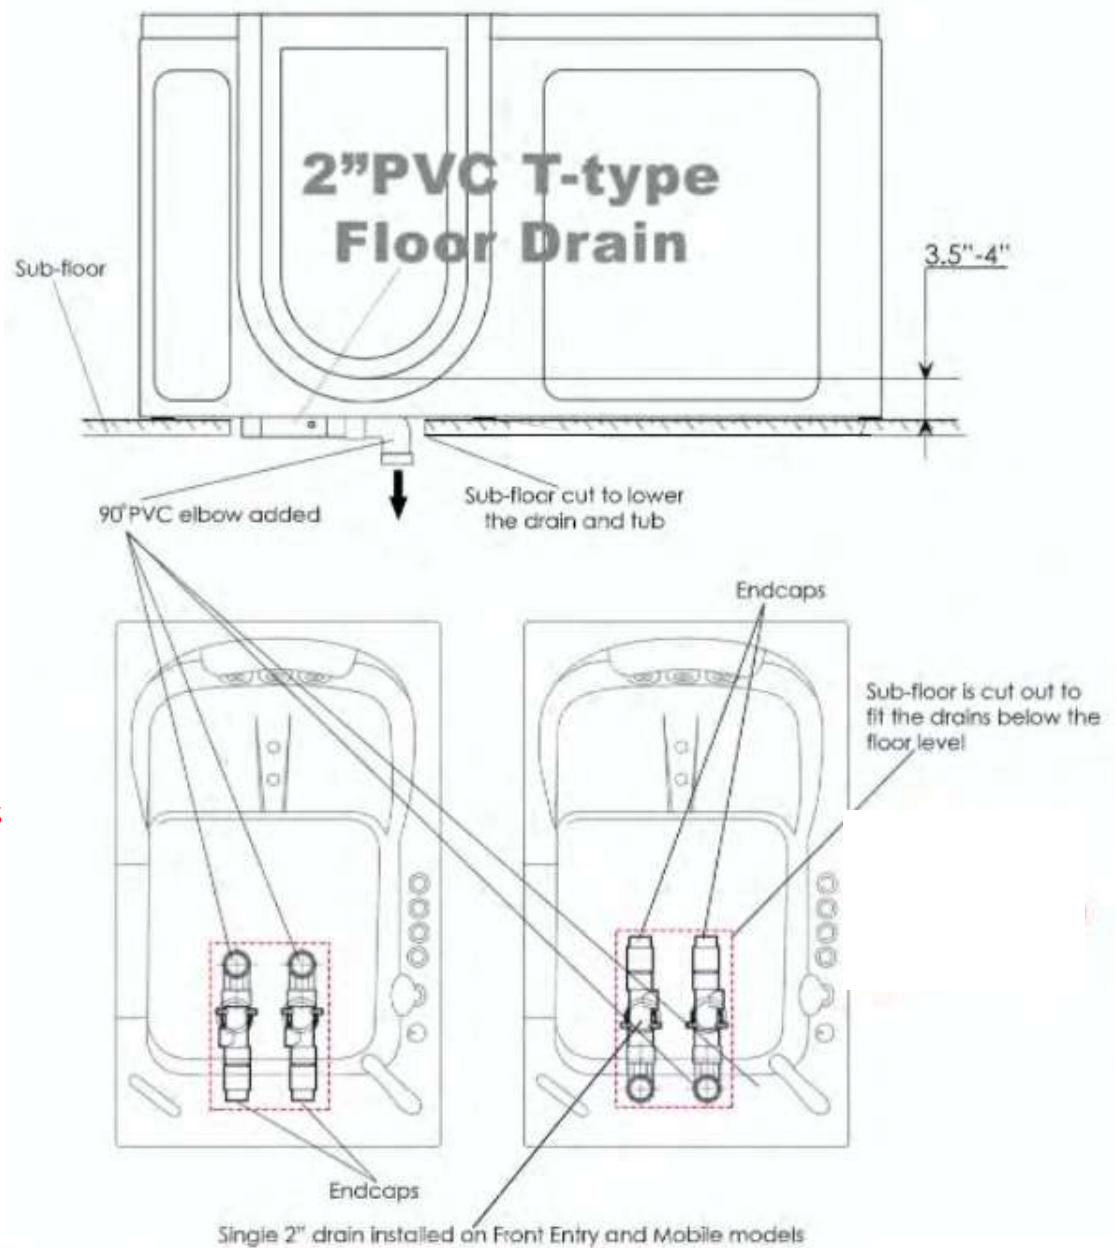 2”PVC T-type
Floor Drain
Sub-floor
3.5"-4"
90°PVC elbow added
Sub-floor cut to lower
the drain and tub
Endcaps
Sub-floor is cut out to
fit the drains below the
floor level
Endcaps
Single 2" drain installed on Front Entry and Mobile models